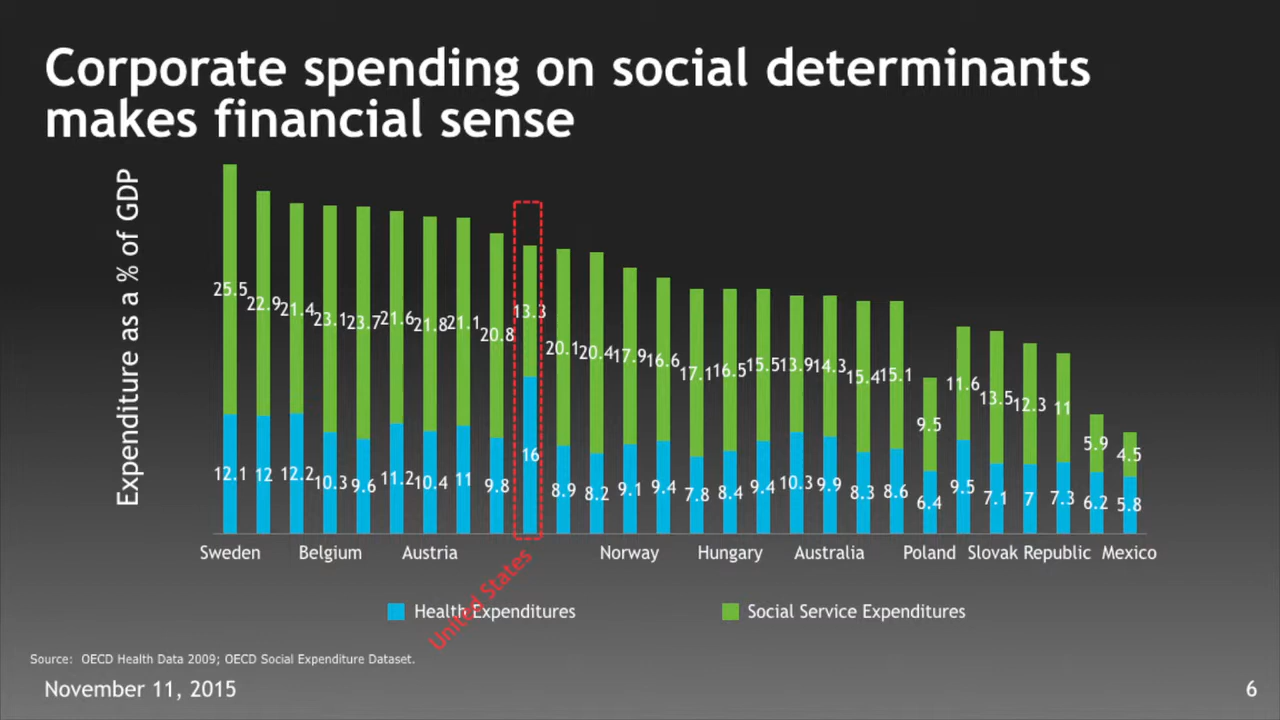 Corporate spending on social determinants
makes financial sense
Expenditure as a % of GDP
25.5 22.9 21.4 23.1 23.7 21.6 21.8 21.1 20.8 13.3 20.1 20.4 17.9 16.6 17.1 16.5 15.5 13.9 14.3 15.4 15.1 9.5 11.6 13.5 12.3 11 5.9 4.5
12.1 12 12.2 10.3 9.6 11.2 10.4 11 9.8 16 8.9 8.2 9.1 9.4 7.8 8.4 9.4 10.3 9.9 8.3 8.6 6.4 9.5 7.1 7 7.3 6.2 5.8
Sweden Belgium Austria Norway Hungary Australia Poland Slovak Republic Mexico
United States
Health Expenditures Social Service Expenditures
Source: OECD Health Data 2009; OECD Social Expenditure Dataset.
November 11, 2015 6